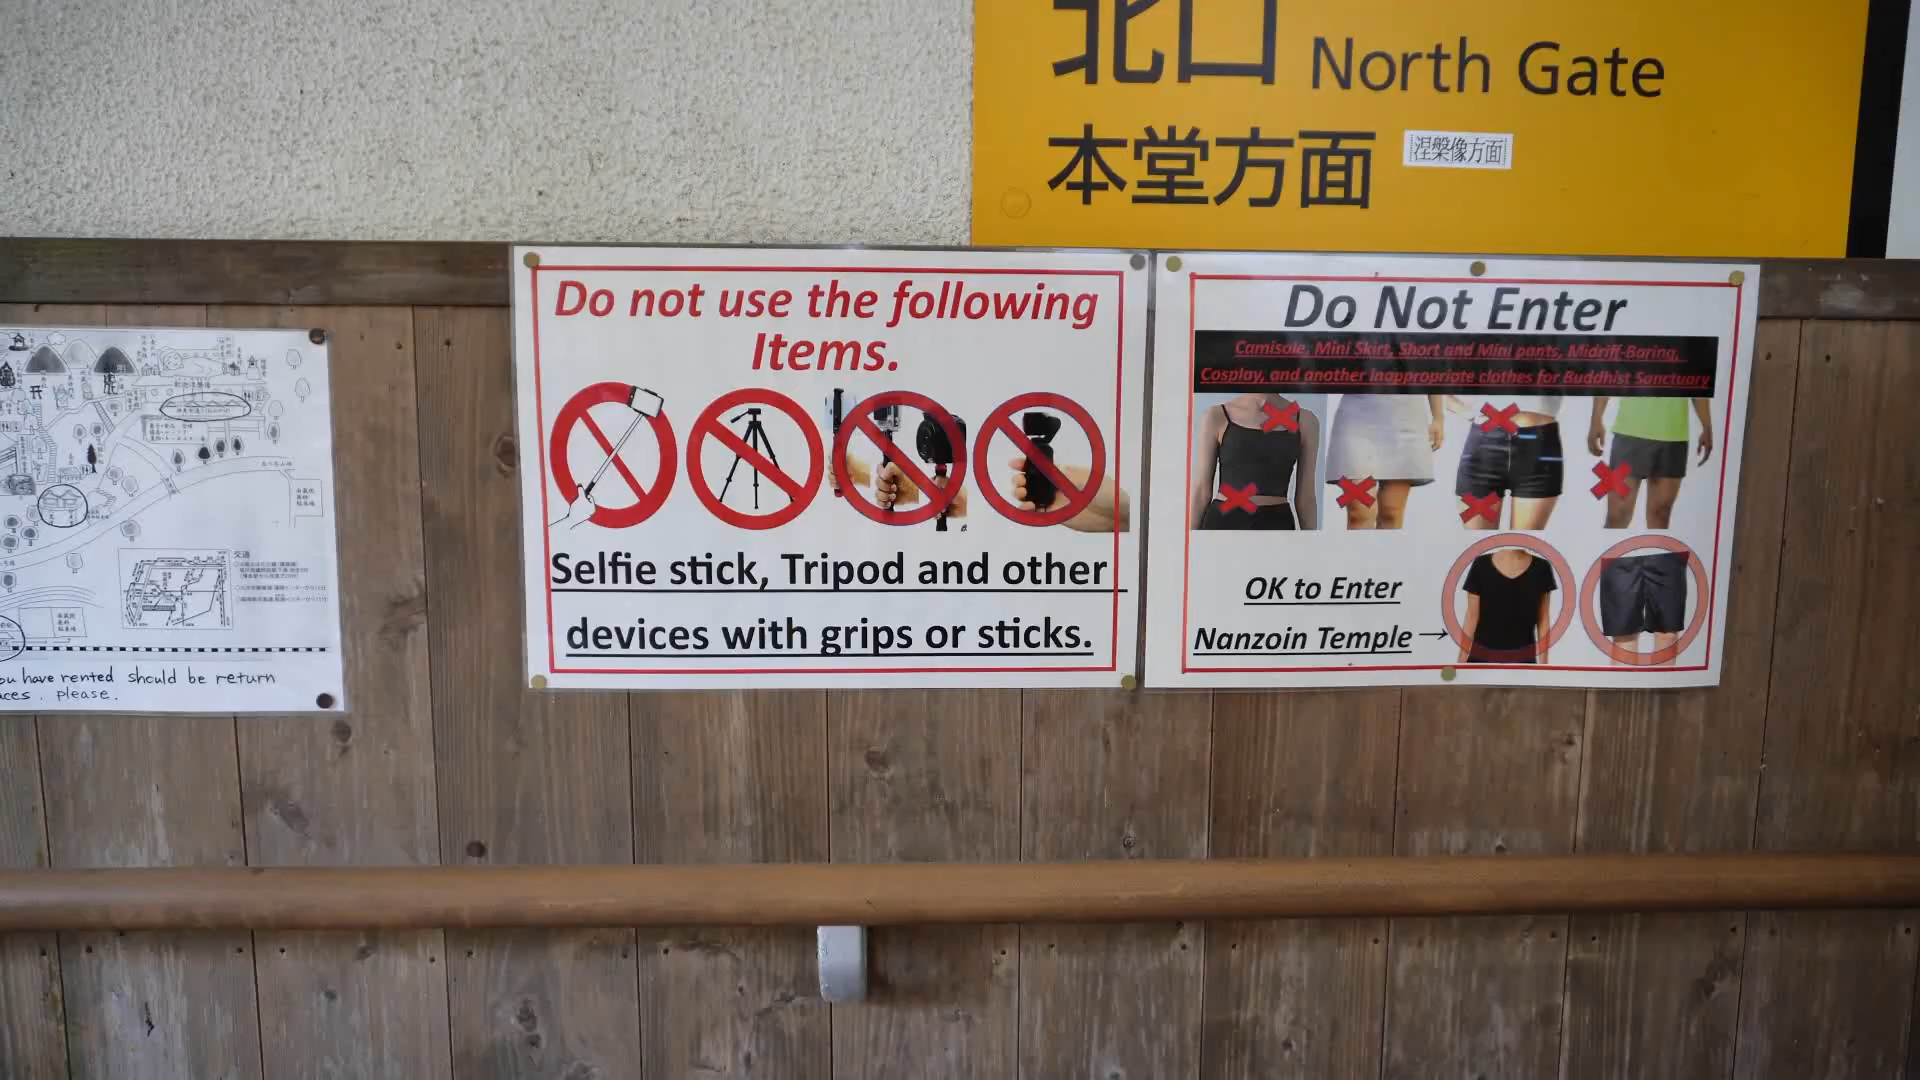 北口 North Gate
本堂方面
涅槃像方面
Do not use the following
Items.
Selfie stick, Tripod and other
devices with grips or sticks.
Do Not Enter
Camisole, Mini Skirt, Short and Mini pants, Midriff-Baring,
Cosplay, and another inappropriate clothes for Buddhist Sanctuary
OK to Enter
Nanzoin Temple→
交通
ou have rented should be return
aces. please.